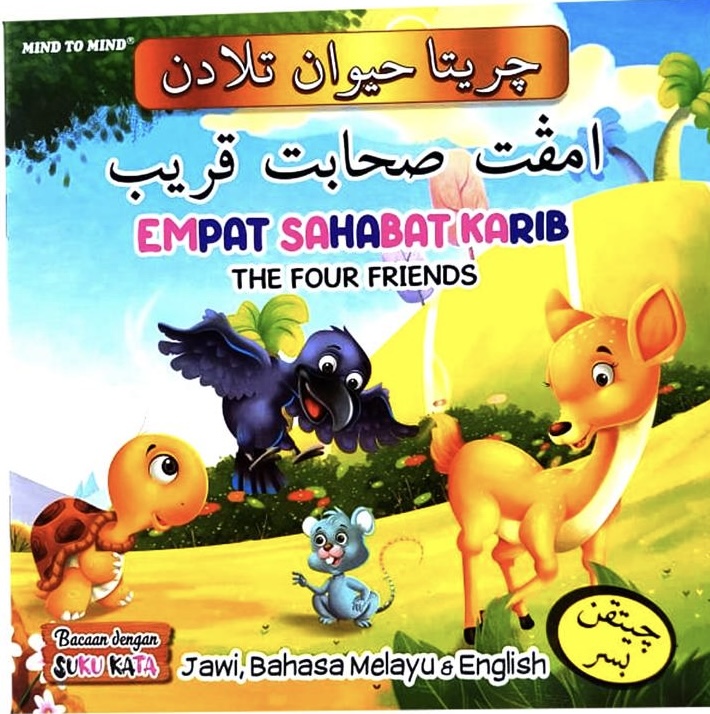 MIND TO MIND®
چريتا حيوان تلادن
امڤت صحابت قريب
EMPAT SAHABAT KARIB
THE FOUR FRIENDS
Bacaan dengan
SUKU KATA
Jawi, Bahasa Melayu & English
چيتقن
بسر